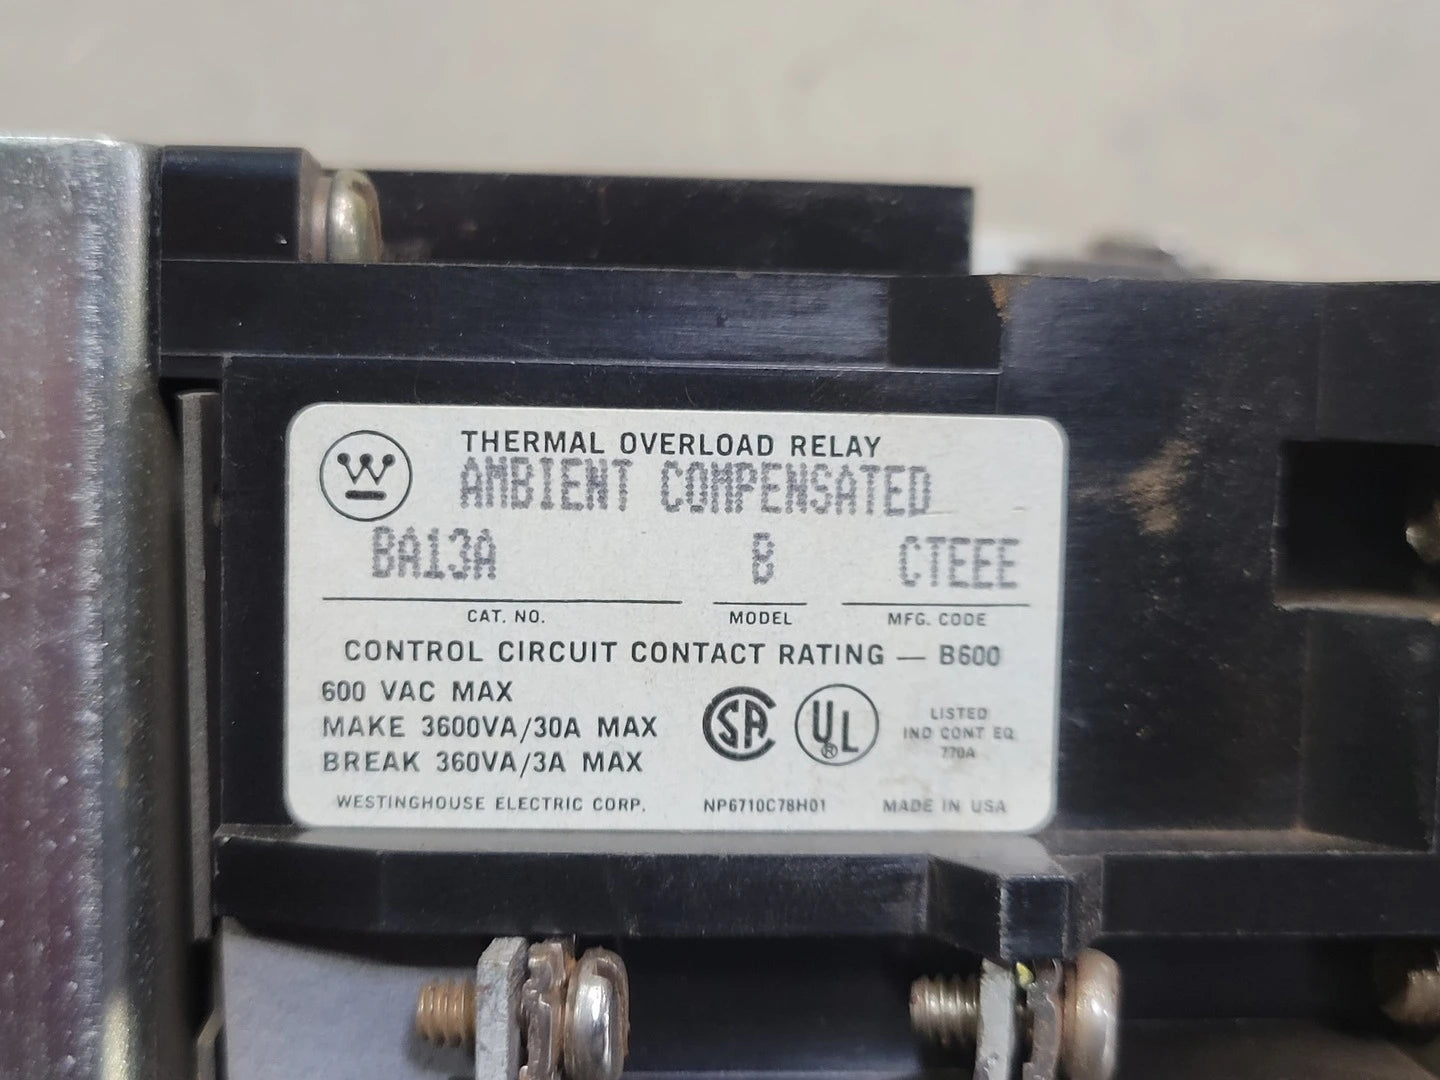 W
THERMAL OVERLOAD RELAY
AMBIENT COMPENSATED
BA13A B CTEEE
CAT. NO. MODEL MFG. CODE
CONTROL CIRCUIT CONTACT RATING — B600
600 VAC MAX
MAKE 3600VA/30A MAX
BREAK 360VA/3A MAX
SA UL®
LISTED
IND CONT EQ
770A
WESTINGHOUSE ELECTRIC CORP. NP6710C78H01 MADE IN USA